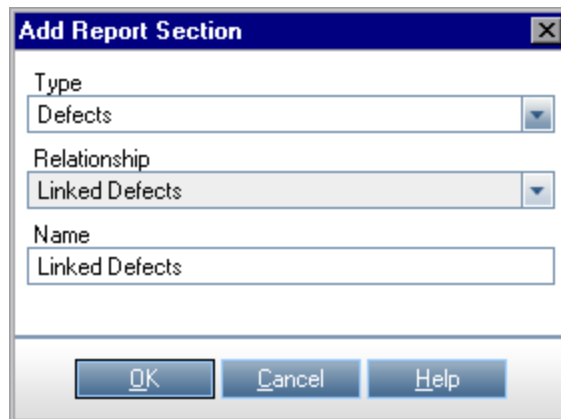 Add Report Section
Type
Defects
Relationship
Linked Defects
Name
Linked Defects
OK Cancel Help